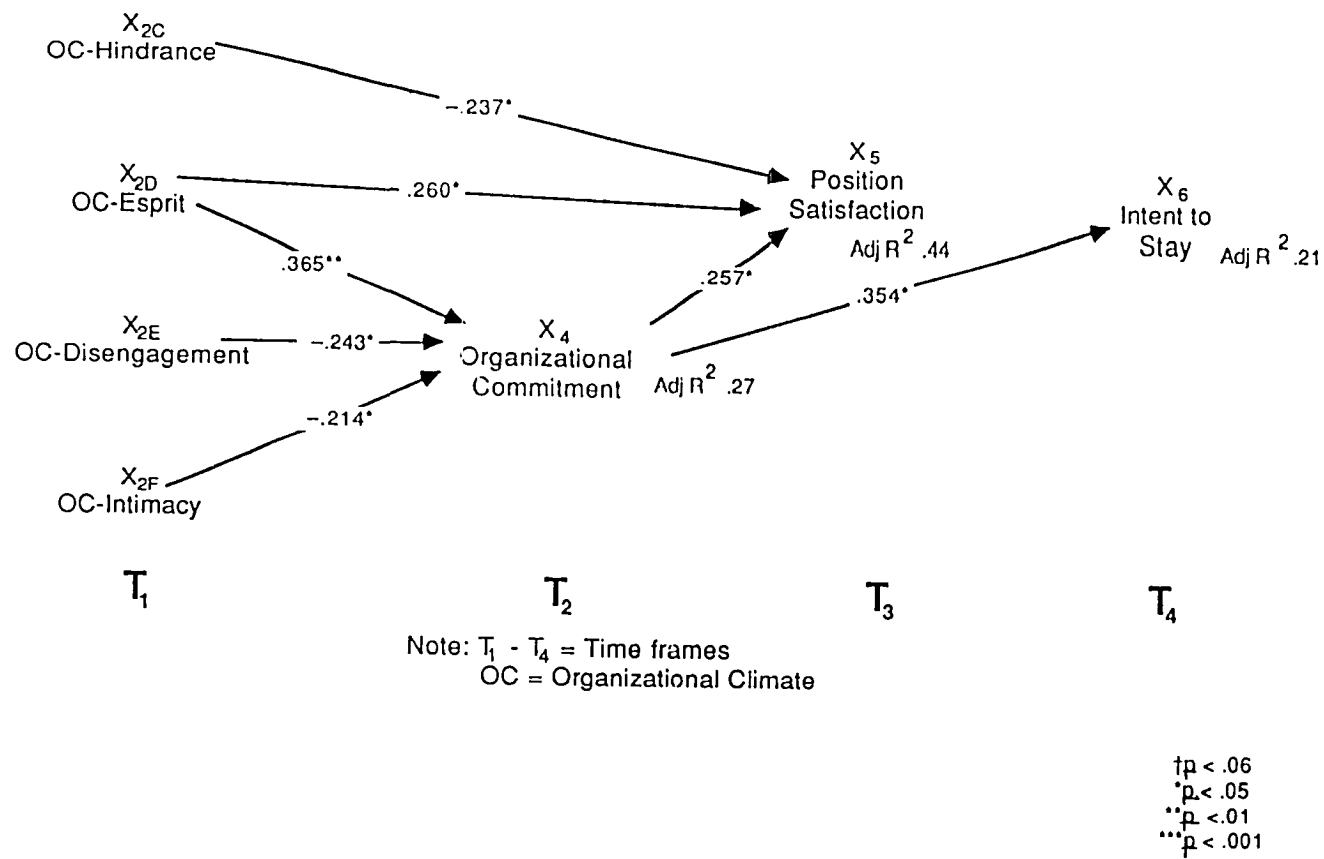 X2C
OC-Hindrance
-.237*
X2D
OC-Esprit
.260*
X5
Position
Satisfaction
Adj R2 .44
X6
Intent to
Stay
Adj R2 .21
.365**
.257*
.354*
X2E
OC-Disengagement
-.243*
X4
Organizational
Commitment
Adj R2 .27
-.214*
X2F
OC-Intimacy
T1
T2
T3
T4
Note: T1 - T4 = Time frames
OC = Organizational Climate
†p < .06
*p < .05
**p <.01
***p < .001